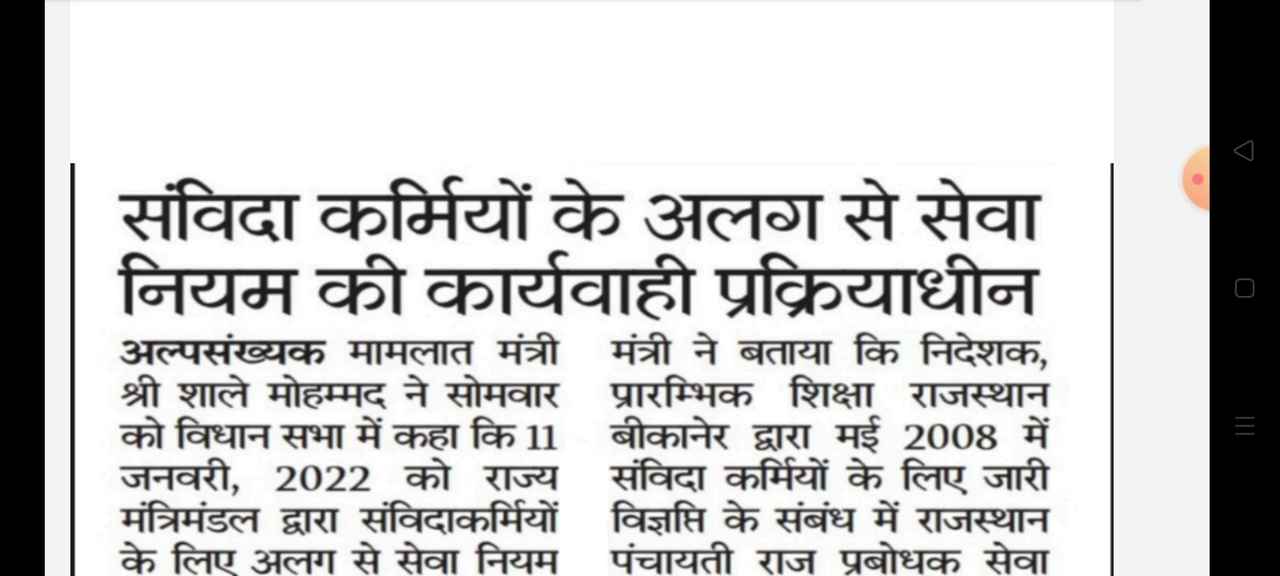 संविदा कर्मियों के अलग से सेवा
नियम की कार्यवाही प्रक्रियाधीन
अल्पसंख्यक मामलात मंत्री
श्री शाले मोहम्मद ने सोमवार
को विधान सभा में कहा कि 11
जनवरी, 2022 को राज्य
मंत्रिमंडल द्वारा संविदाकर्मियों
के लिए अलग से सेवा नियम
मंत्री ने बताया कि निदेशक,
प्रारम्भिक शिक्षा राजस्थान
बीकानेर द्वारा मई 2008 में
संविदा कर्मियों के लिए जारी
विज्ञप्ति के संबंध में राजस्थान
पंचायती राज प्रबोधक सेवा